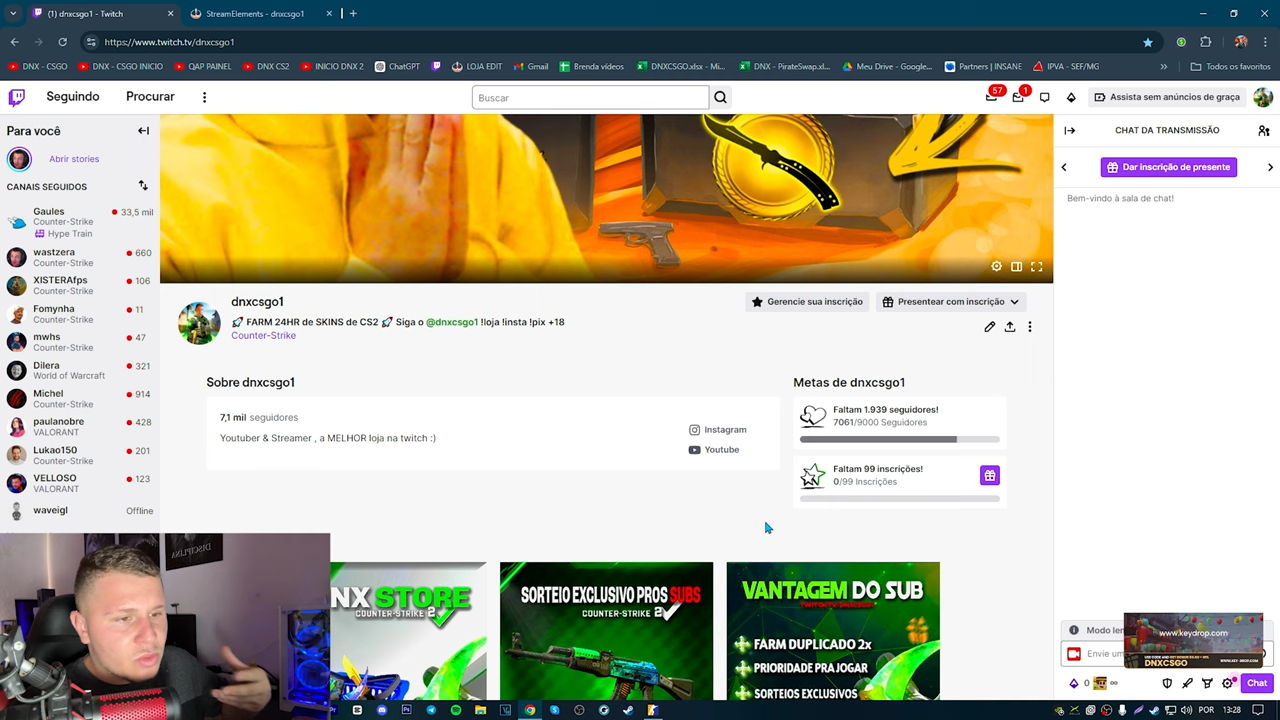 (1) dnxcsgo1 - Twitch
StreamElements - dnxcsgo1
https://www.twitch.tv/dnxcsgo1
DNX - CSGO
DNX - CSGO INICIO
QAP PAINEL
DNX CS2
INICIO DNX 2
ChatGPT
LOJA EDIT
Gmail
Brenda vídeos
DNXCSGO.xlsx - Mi...
DNX - PirateSwap.xl...
Meu Drive - Google...
Partners | INSANE
IPVA - SEF/MG
Todos os favoritos
Seguindo
Procurar
Buscar
57
1
Assista sem anúncios de graça
Para você
Abrir stories
CANAIS SEGUIDOS
Gaules
33,5 mil
Counter-Strike
Hype Train
wastzera
660
Counter-Strike
XISTERAfps
106
Counter-Strike
Fomynha
11
Counter-Strike
mwhs
47
Counter-Strike
Dilera
321
World of Warcraft
Michel
914
Counter-Strike
paulanobre
428
VALORANT
Lukao150
201
Counter-Strike
VELLOSO
123
VALORANT
waveigl
Offline
DISCIPLINA
dnxcsgo1
🚀 FARM 24HR de SKINS de CS2 🚀 Siga o @dnxcsgo1 !loja !insta !pix +18
Counter-Strike
Gerencie sua inscrição
Presentear com inscrição
Sobre dnxcsgo1
7,1 mil seguidores
Youtuber & Streamer , a MELHOR loja na twitch :)
Instagram
Youtube
Metas de dnxcsgo1
Faltam 1.939 seguidores!
7061/9000 Seguidores
Faltam 99 inscrições!
0/99 Inscrições
NX STORE
COUNTER-STRIKE 2
SORTEIO EXCLUSIVO PROS SUBS
COUNTER-STRIKE 2
VANTAGEM DO SUB
FARM DUPLICADO 2x
PRIORIDADE PRA JOGAR
SORTEIOS EXCLUSIVOS
CHAT DA TRANSMISSÃO
Dar inscrição de presente
Bem-vindo à sala de chat!
Modo len
Envie um
www.keydrop.com
DNXCSGO
WWW.KEY-DROP.COM
0
∞
Chat
POR
13:28